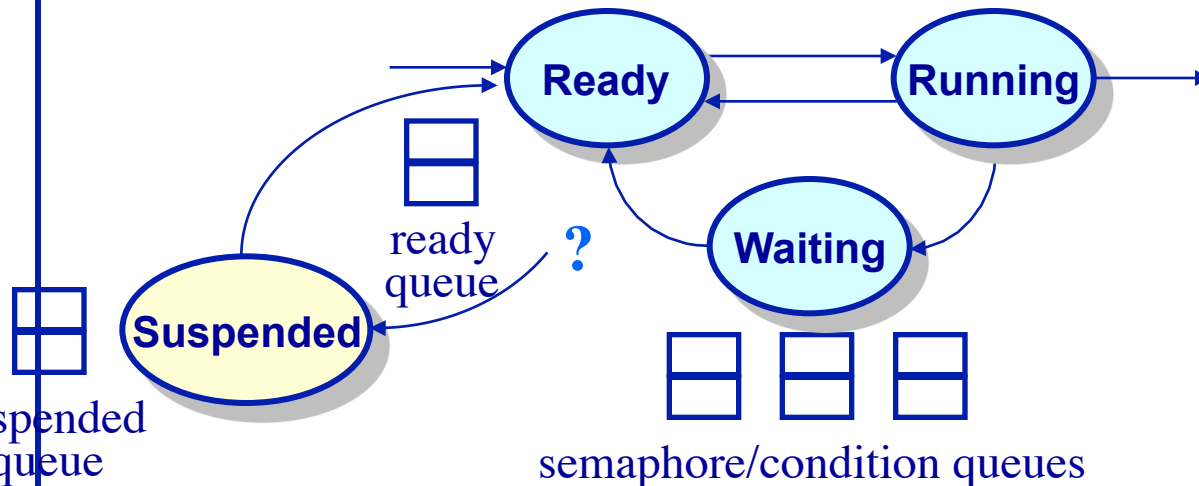 Ready
Running
ready
queue
?
Waiting
Suspended
spended
queue
semaphore/condition queues